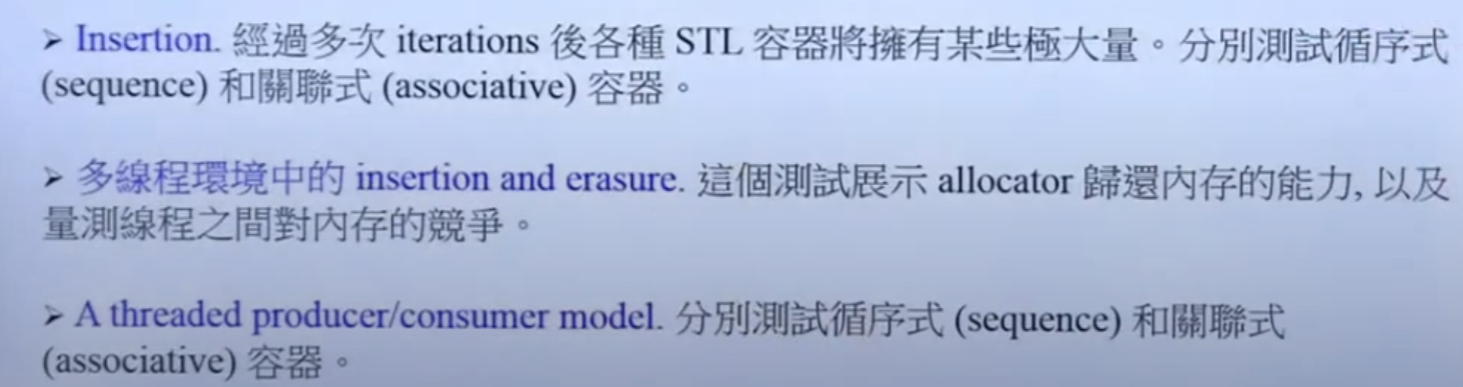 ➢ Insertion. 經過多次 iterations 後各種 STL 容器將擁有某些極大量。分別測試循序式
(sequence) 和關聯式 (associative) 容器。
➢ 多線程環境中的 insertion and erasure. 這個測試展示 allocator 歸還內存的能力, 以及
量測線程之間對內存的競爭。
➢ A threaded producer/consumer model. 分別測試循序式 (sequence) 和關聯式
(associative) 容器。